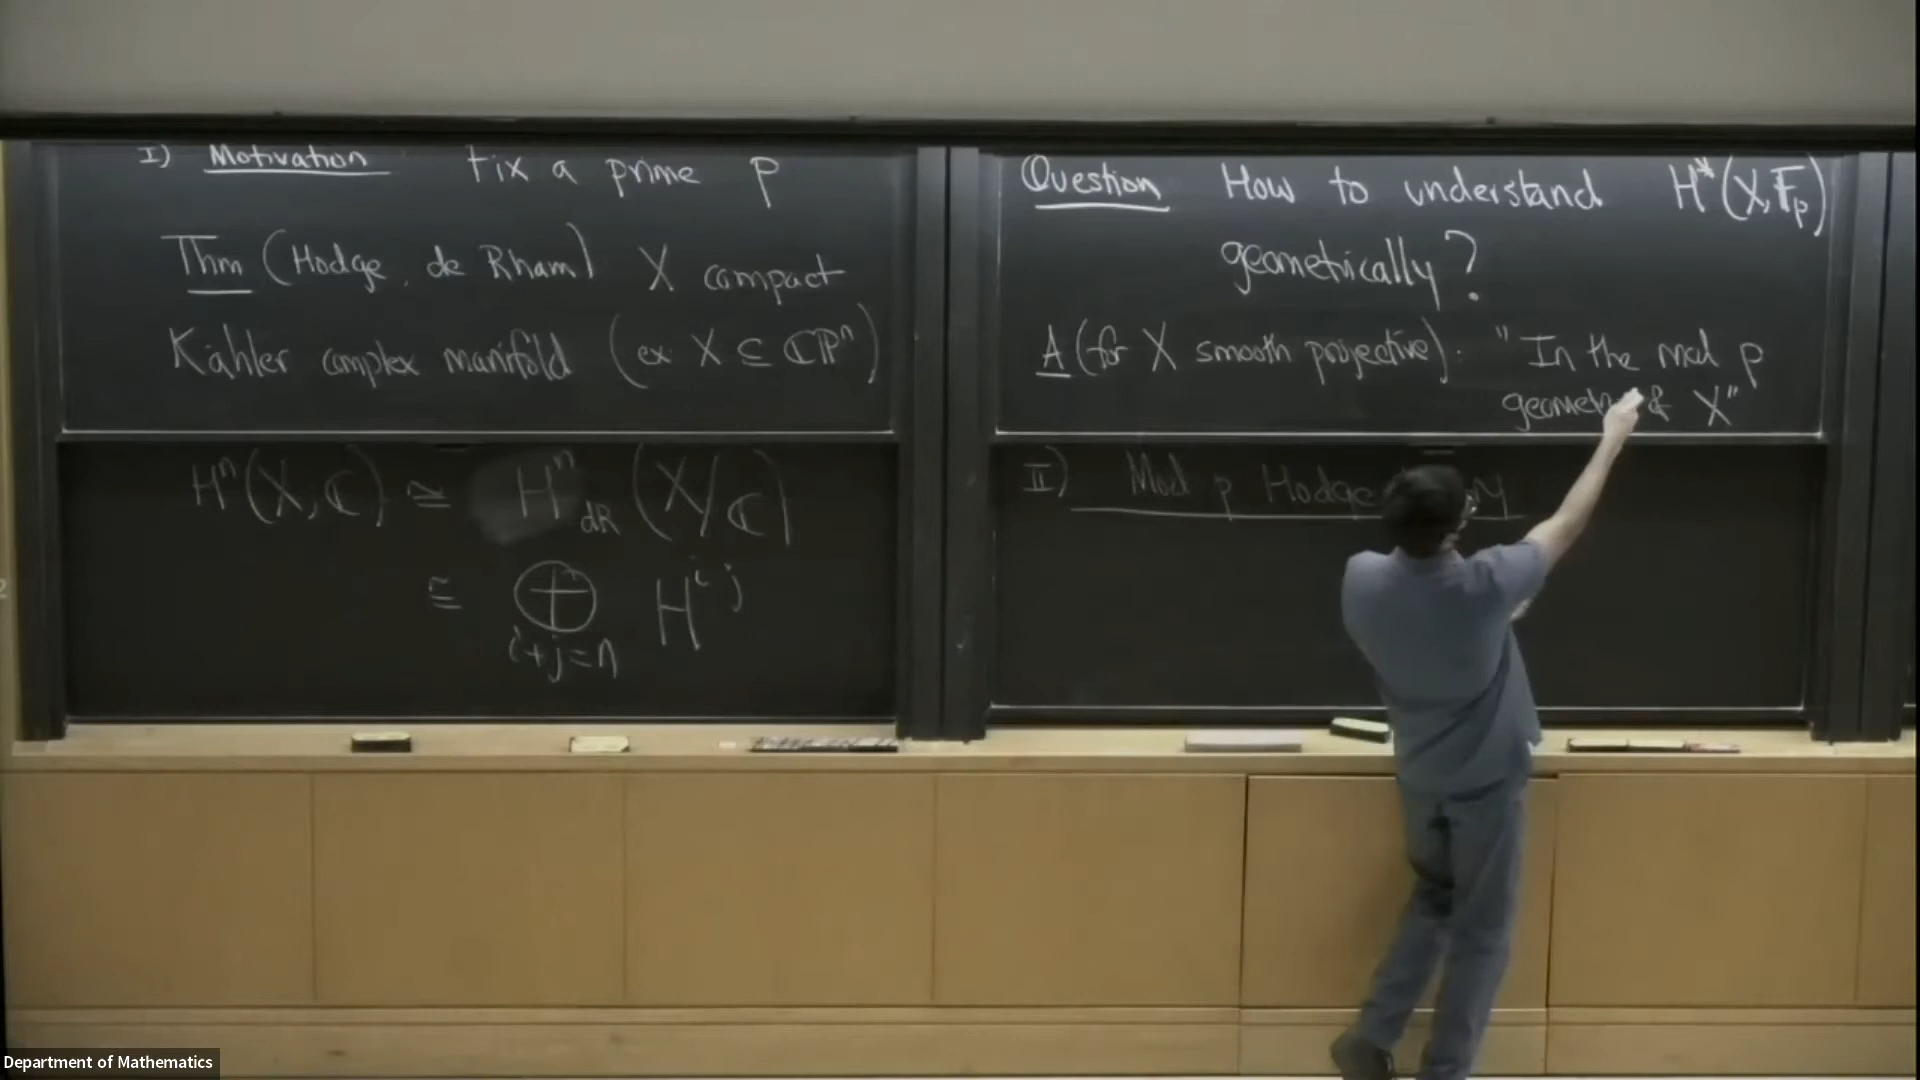 I) Motivation Fix a prime p
Thm (Hodge, de Rham) X compact
Kähler complex manifold (ex X ⊆ ℂℙⁿ)
Hⁿ(X, ℂ) ≅ Hⁿ_dR (X/ℂ)
≅ ⊕_{i+j=n} H^{i,j}
Question How to understand H*(X, 𝔽_p)
geometrically?
A (for X smooth projective): "In the mod p
X"
II) Mod p Hodge
Department of Mathematics